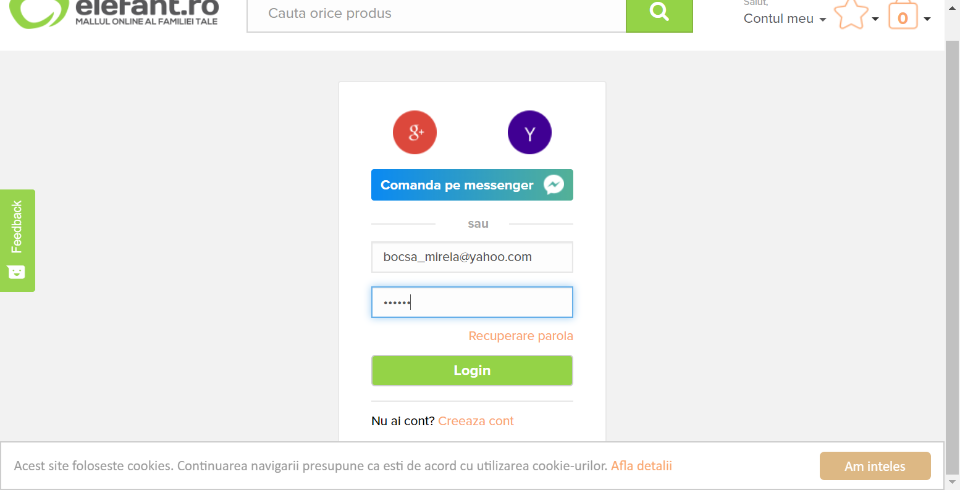 elefant.ro
MALLUL ONLINE AL FAMILIEI TALE
Cauta orice produs
Salut,
Contul meu
0
g+
Y
Comanda pe messenger
Feedback
sau
bocsa_mirela@yahoo.com
••••••
Recuperare parola
Login
Nu ai cont? Creeaza cont
Acest site foloseste cookies. Continuarea navigarii presupune ca esti de acord cu utilizarea cookie-urilor. Afla detalii
Am inteles